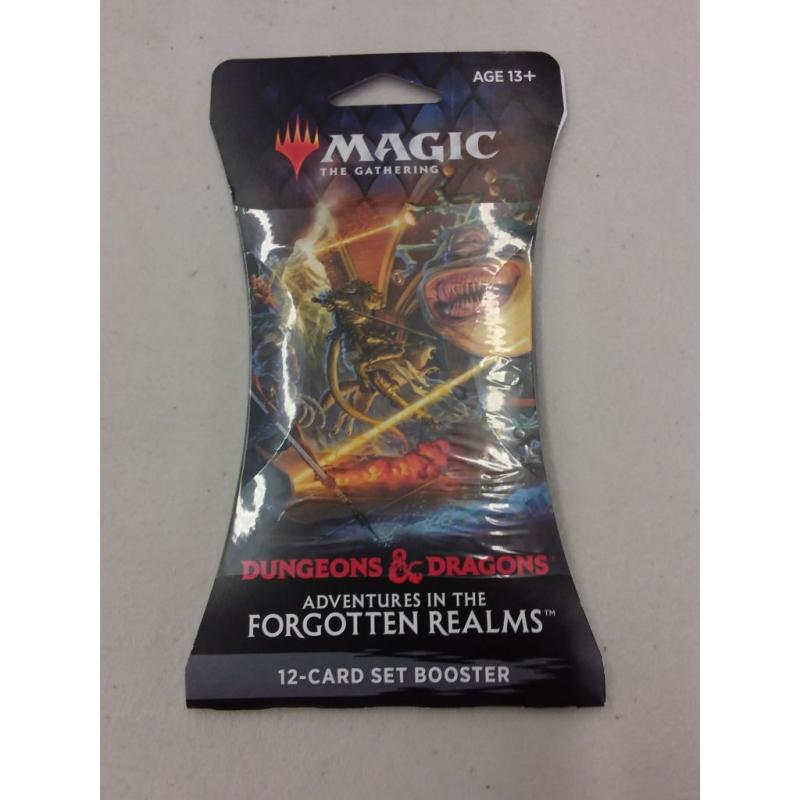 AGE 13+
MAGIC
THE GATHERING
DUNGEONS & DRAGONS
ADVENTURES IN THE
FORGOTTEN REALMS™
12-CARD SET BOOSTER